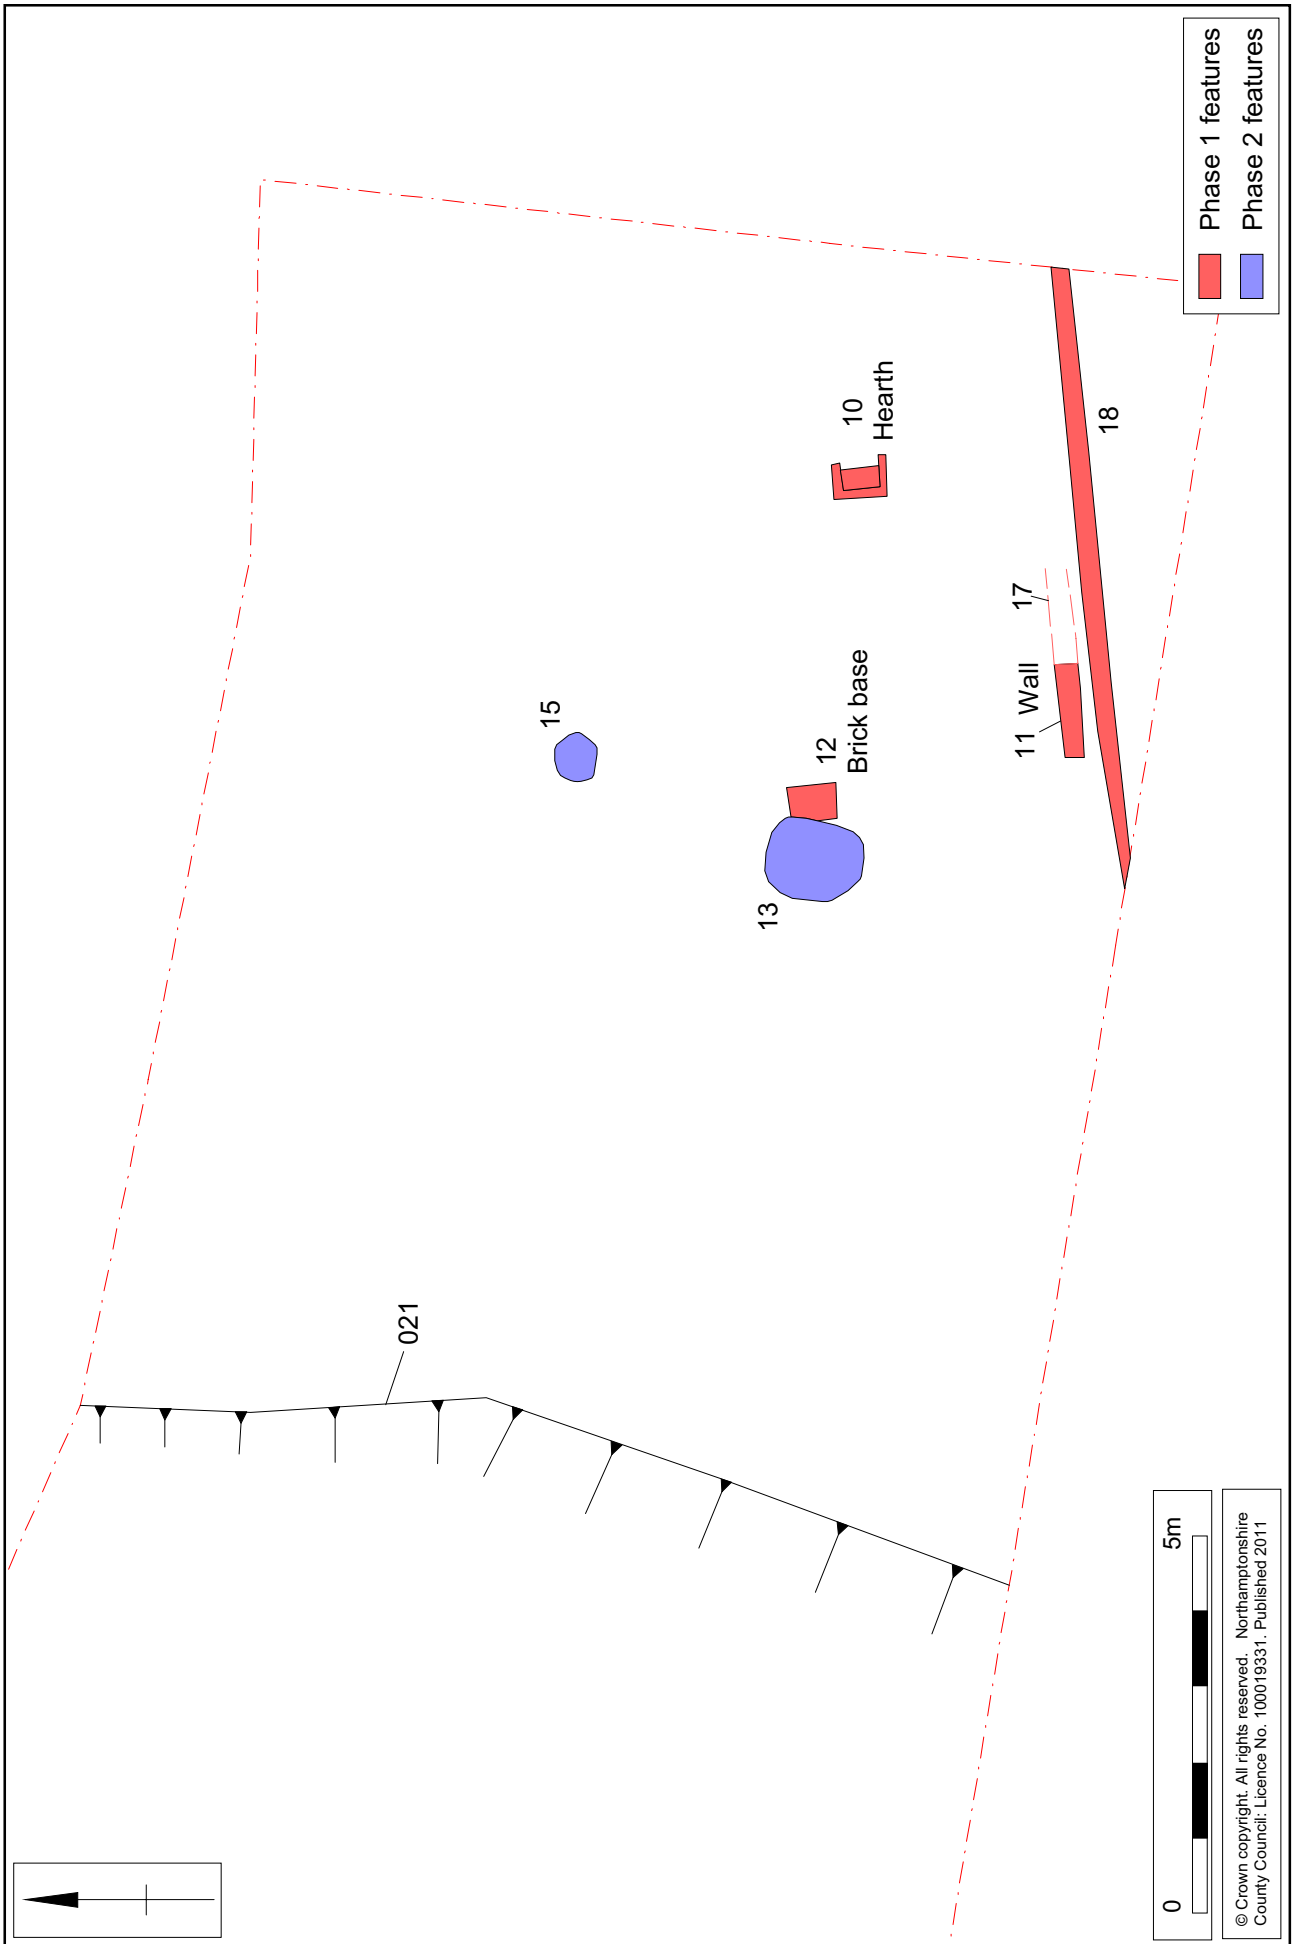 021
15
13
12
Brick base
10
Hearth
11 Wall
17
18
0 5m
© Crown copyright. All rights reserved. Northamptonshire
County Council: Licence No. 100019331. Published 2011
Phase 1 features
Phase 2 features